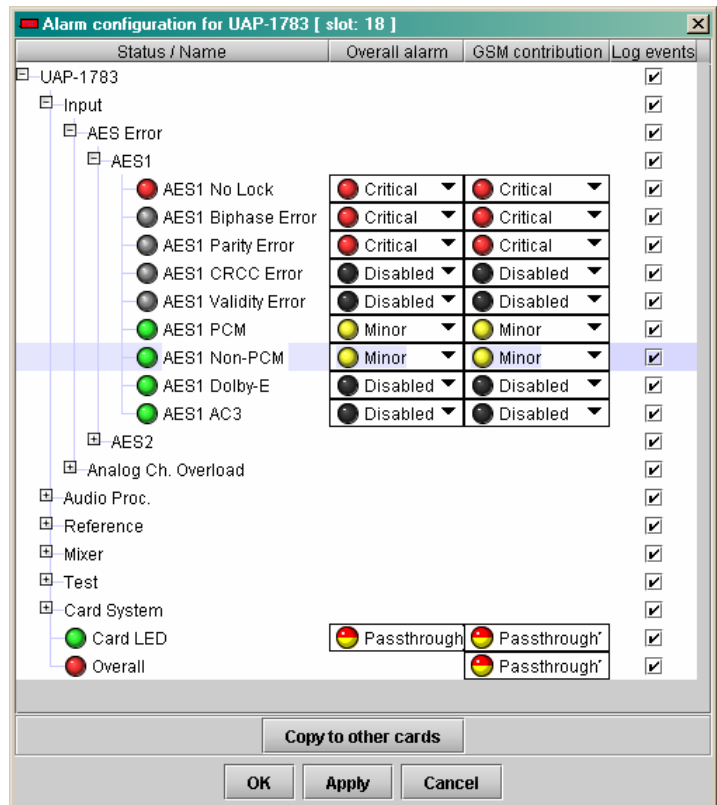 Alarm configuration for UAP-1783 [ slot: 18 ]
Status / Name Overall alarm GSM contribution Log events
UAP-1783
Input
AES Error
AES1
AES1 No Lock Critical Critical
AES1 Biphase Error Critical Critical
AES1 Parity Error Critical Critical
AES1 CRCC Error Disabled Disabled
AES1 Validity Error Disabled Disabled
AES1 PCM Minor Minor
AES1 Non-PCM Minor Minor
AES1 Dolby-E Disabled Disabled
AES1 AC3 Disabled Disabled
AES2
Analog Ch. Overload
Audio Proc.
Reference
Mixer
Test
Card System
Card LED Passthrough Passthrough
Overall Passthrough
Copy to other cards
OK Apply Cancel